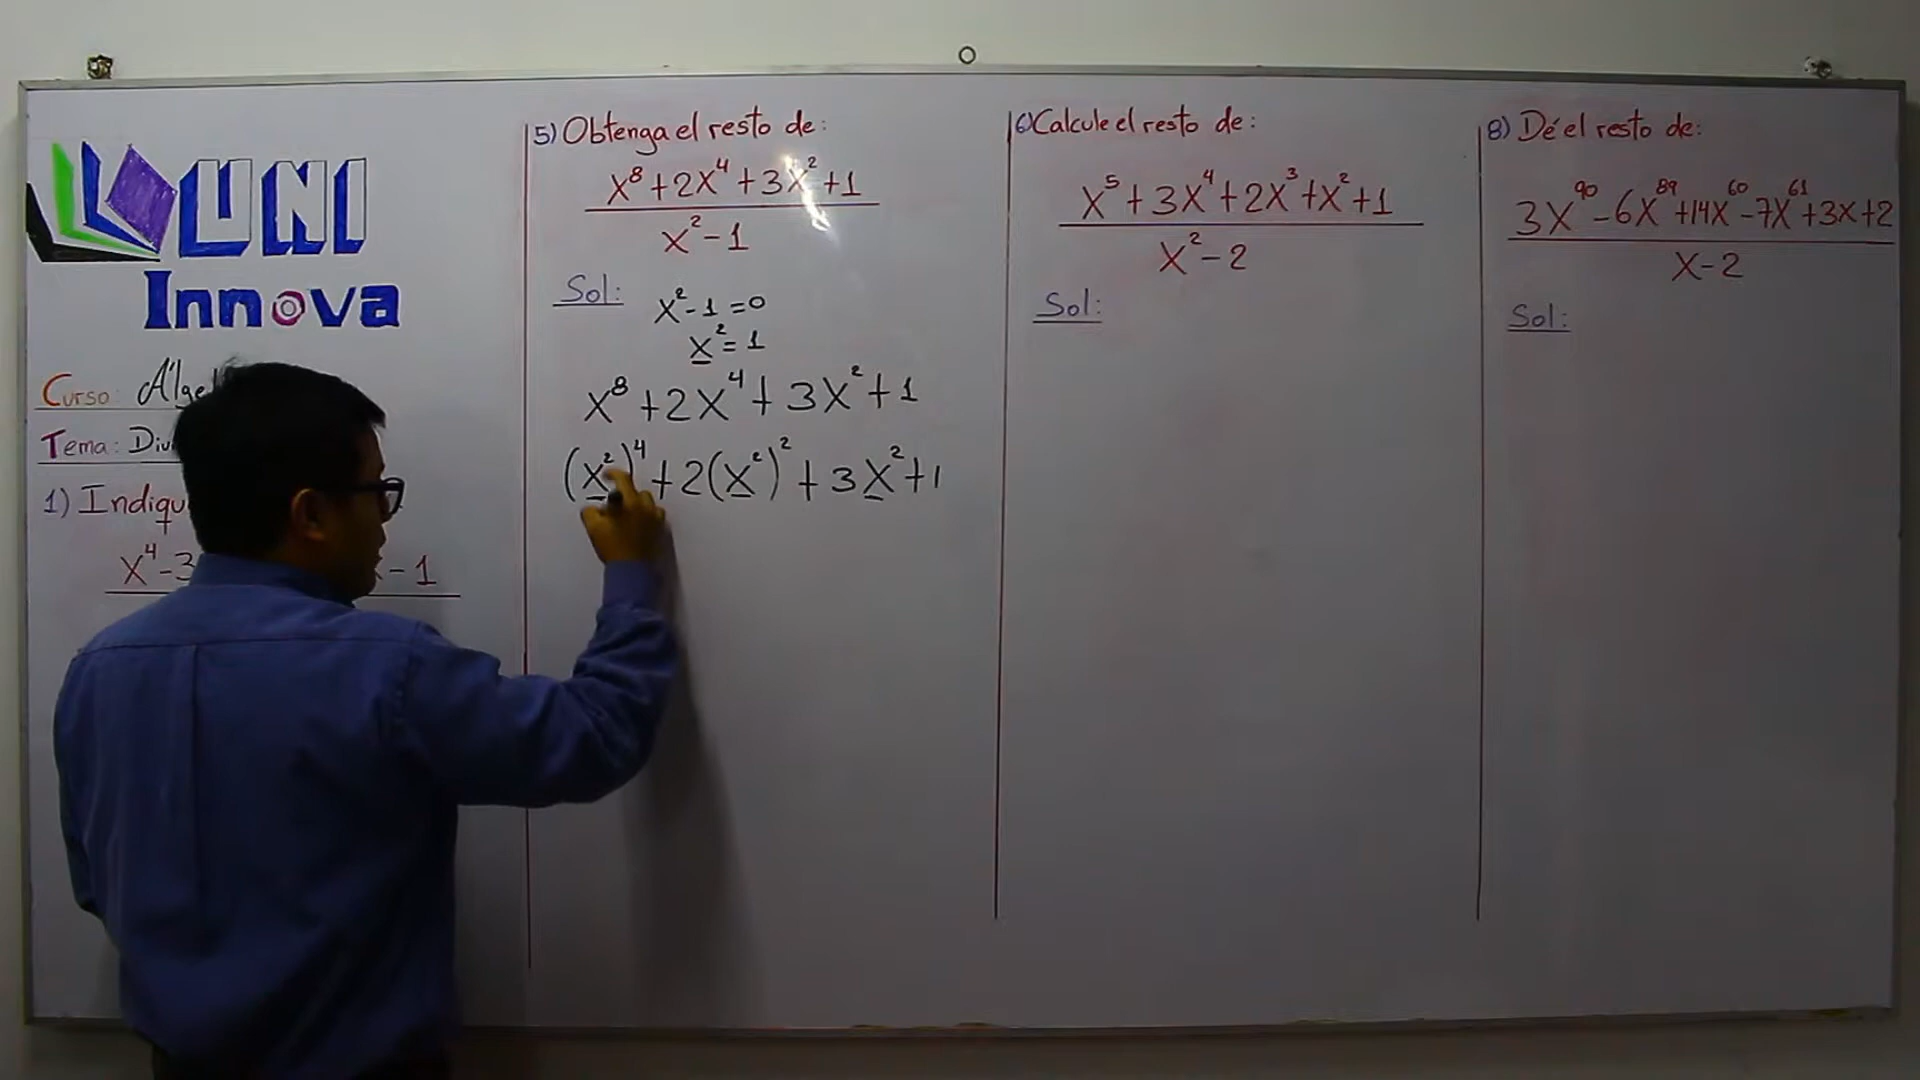 UNI
Innova
Curso:
Tema:
1)
x⁴-3 x-1
5) Obtenga el resto de:
x⁸+2x⁴+3x²+1
x²-1
Sol:
x²-1=0
x²=1
x⁸+2x⁴+3x²+1
(x²)⁴+2(x²)²+3x²+1
6) Calcule el resto de:
x⁵+3x⁴+2x³+x²+1
x²-2
Sol:
8) Dé el resto de:
3x⁹⁰-6x⁸⁹+14x⁶⁰-7x⁶¹+3x+2
x-2
Sol: